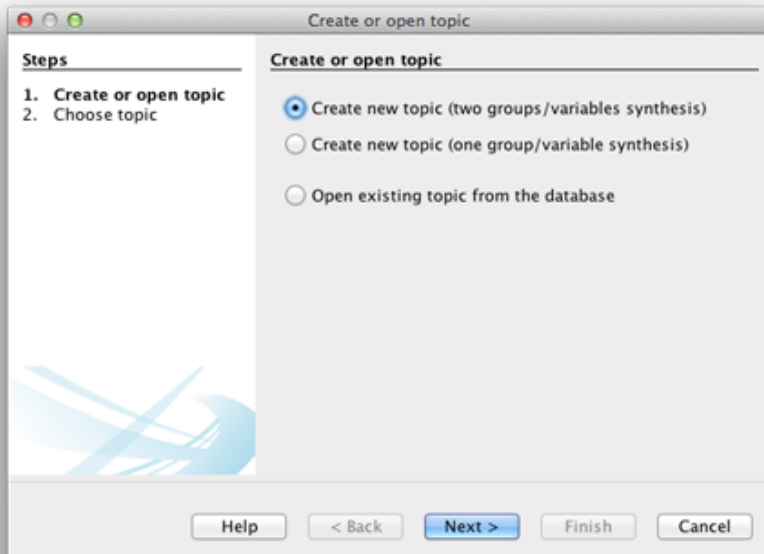 Create or open topic
Steps
1. Create or open topic
2. Choose topic
Create or open topic
Create new topic (two groups/variables synthesis)
Create new topic (one group/variable synthesis)
Open existing topic from the database
Help < Back Next > Finish Cancel